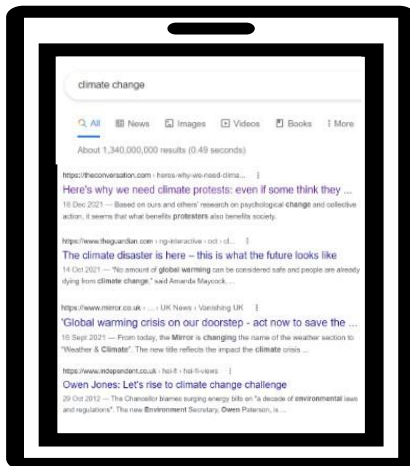 climate change
All News Images Videos Books More
About 1,340,000,000 results (0.49 seconds)
https://theconversation.com › heres-why-we-need-clima...
Here's why we need climate protests: even if some think they ...
16 Dec 2021 — Based on ours and others' research on psychological change and collective
action, it seems that what benefits protesters also benefits society.
https://www.theguardian.com › ng-interactive › oct › cl...
The climate disaster is here – this is what the future looks like
14 Oct 2021 — "No amount of global warming can be considered safe and people are already
dying from climate change," said Amanda Maycock, ...
https://www.mirror.co.uk › ... › UK News › Vanishing UK
'Global warming crisis on our doorstep - act now to save the ...
15 Sept 2021 — From today, the Mirror is changing the name of the weather section to
"Weather & Climate". The new title reflects the impact the climate crisis ...
https://www.independent.co.uk › hei-fi › hei-fi-views
Owen Jones: Let's rise to climate change challenge
29 Oct 2012 — The Chancellor blames surging energy bills on "a decade of environmental laws
and regulations". The new Environment Secretary, Owen Paterson, is ...